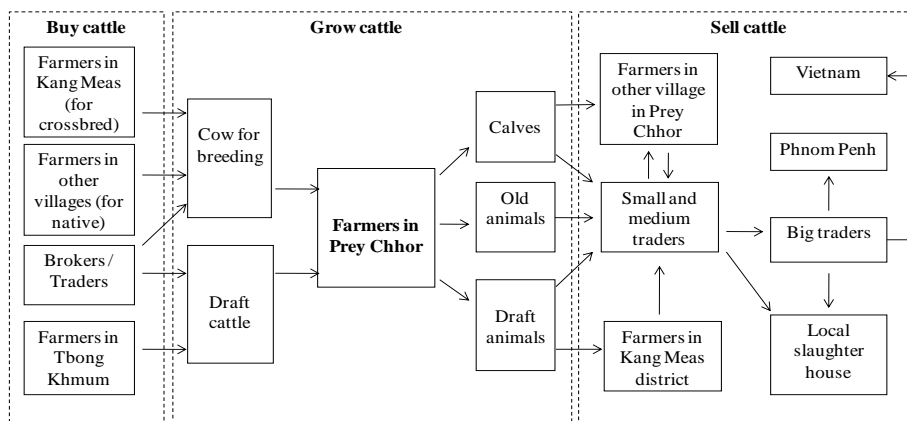 Buy cattle
Farmers in
Kang Meas
(for
crossbred)
Farmers in
other
villages (for
native)
Brokers /
Traders
Farmers in
Tbong
Khmum
Grow cattle
Cow for
breeding
Draft
cattle
Farmers in
Prey Chhor
Calves
Old
animals
Draft
animals
Sell cattle
Farmers in
other village
in Prey
Chhor
Small and
medium
traders
Farmers in
Kang Meas
district
Vietnam
Phnom Penh
Big traders
Local
slaughter
house